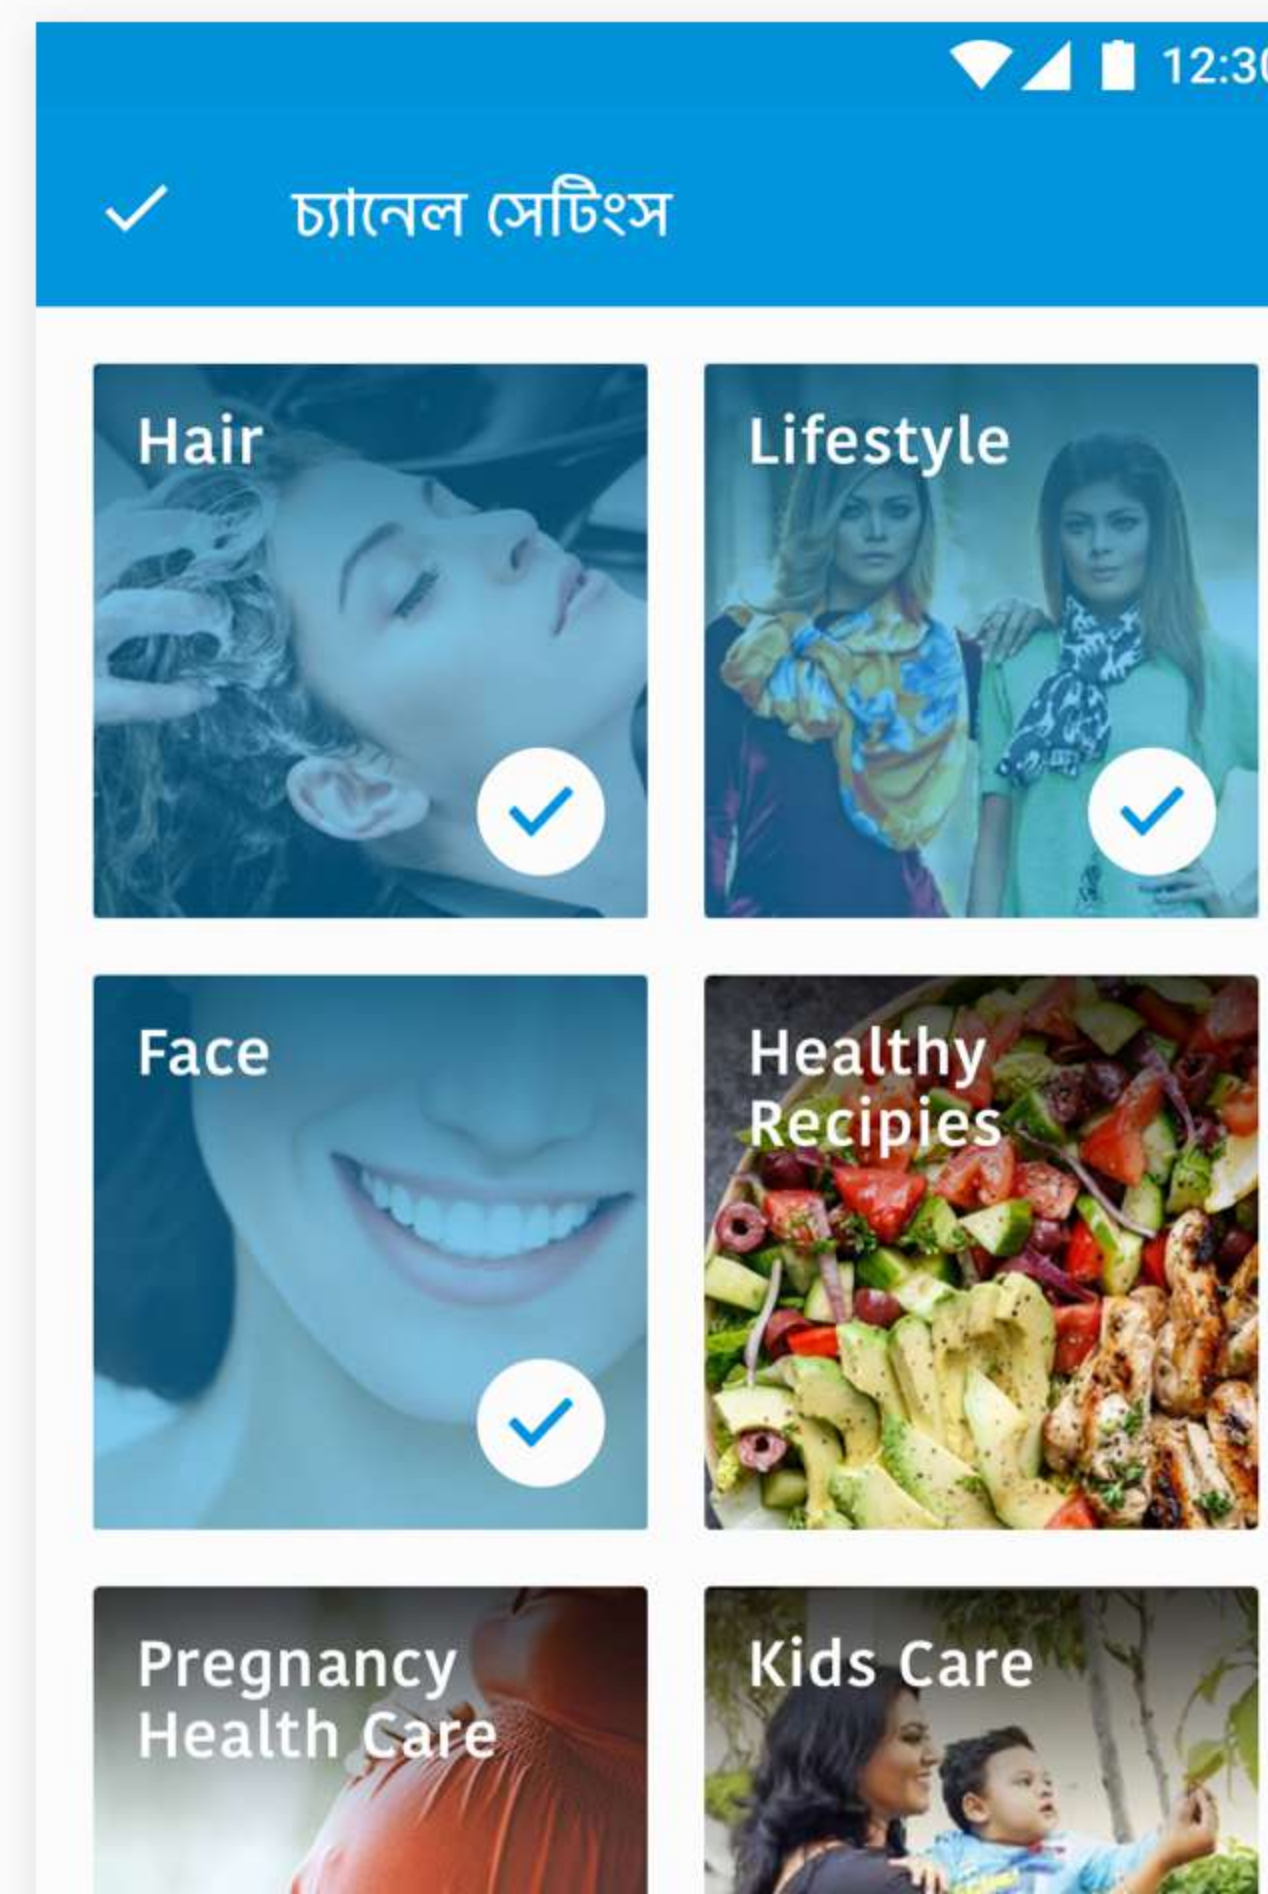 12:30
চ্যানেল সেটিংস
Hair
Lifestyle
Face
Healthy
Recipies
Pregnancy
Health Care
Kids Care